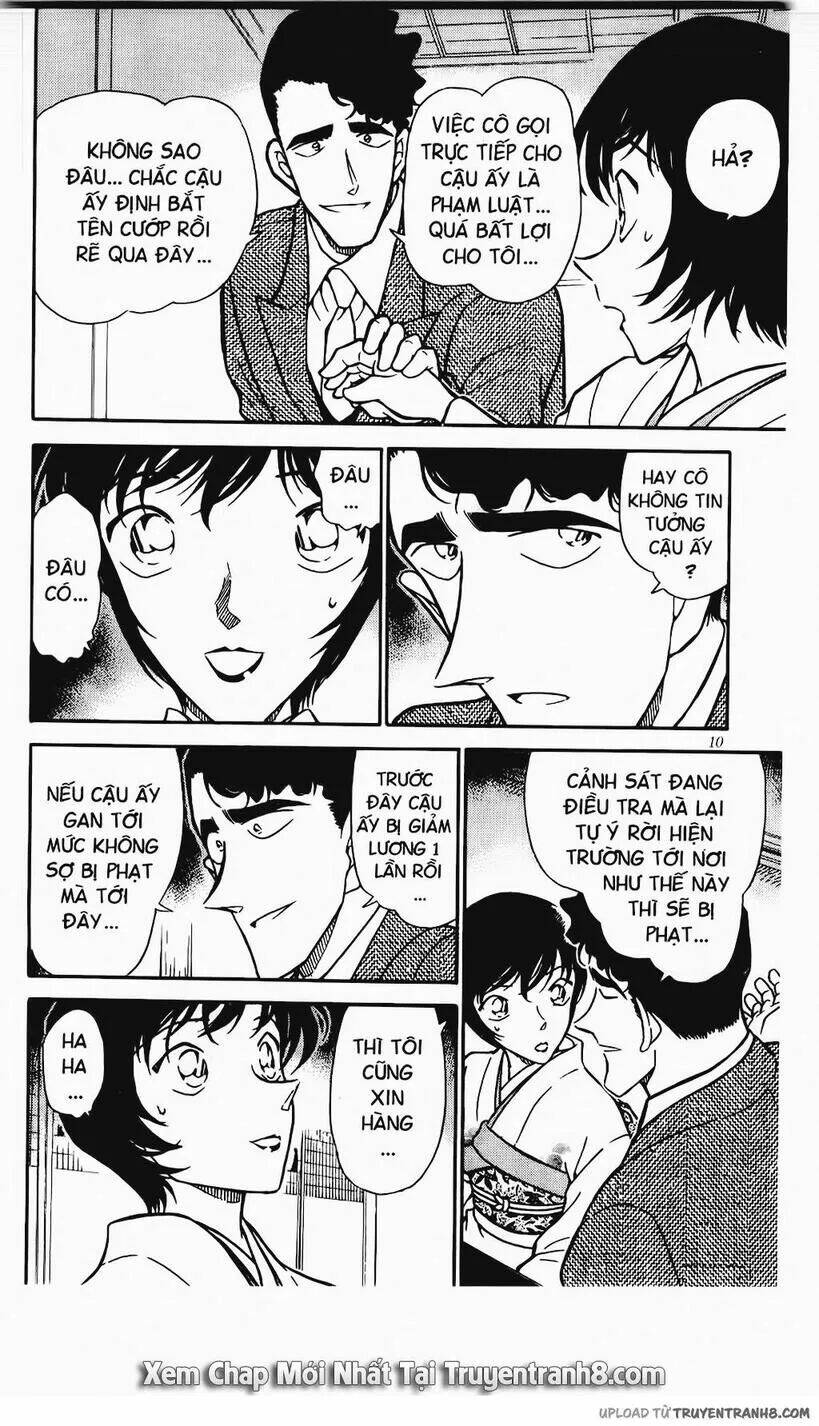 HẢ?
VIỆC CÔ GỌI
TRỰC TIẾP CHO
CẬU ẤY LÀ
PHẠM LUẬT...
QUÁ BẤT LỢI
CHO TÔI...
KHÔNG SAO
ĐÂU... CHẮC CẬU
ẤY ĐỊNH BẮT
TÊN CƯỚP RỒI
RẼ QUA ĐÂY...
HAY CÔ
KHÔNG TIN
TƯỞNG
CẬU ẤY
?
ĐÂU
...
ĐÂU
CÓ...
10
CẢNH SÁT ĐANG
ĐIỀU TRA MÀ LẠI
TỰ Ý RỜI HIỆN
TRƯỜNG TỚI NƠI
NHƯ THẾ NÀY
THÌ SẼ BỊ
PHẠT...
TRƯỚC
ĐÂY CẬU
ẤY BỊ GIẢM
LƯƠNG 1
LẦN RỒI
...
NẾU CẬU ẤY
GAN TỚI
MỨC KHÔNG
SỢ BỊ PHẠT
MÀ TỚI
ĐÂY...
THÌ TÔI
CŨNG
XIN
HÀNG
...
HA
HA
...
Xem Chap Mới Nhất Tại Truyentranh8.com
UPLOAD TỪ TRUYENTRANH8.COM